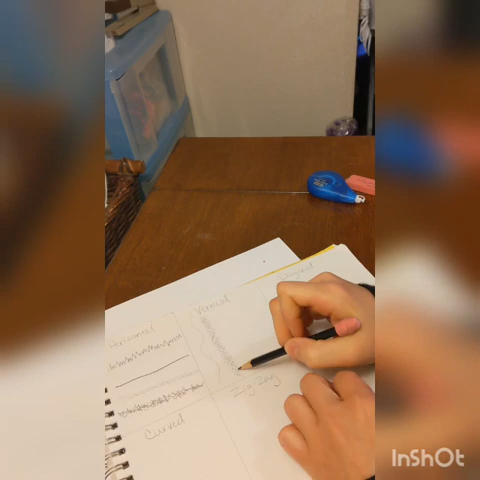 Horizontal
Vertical
Diagonal
Curved
Zig Zag
InShOt